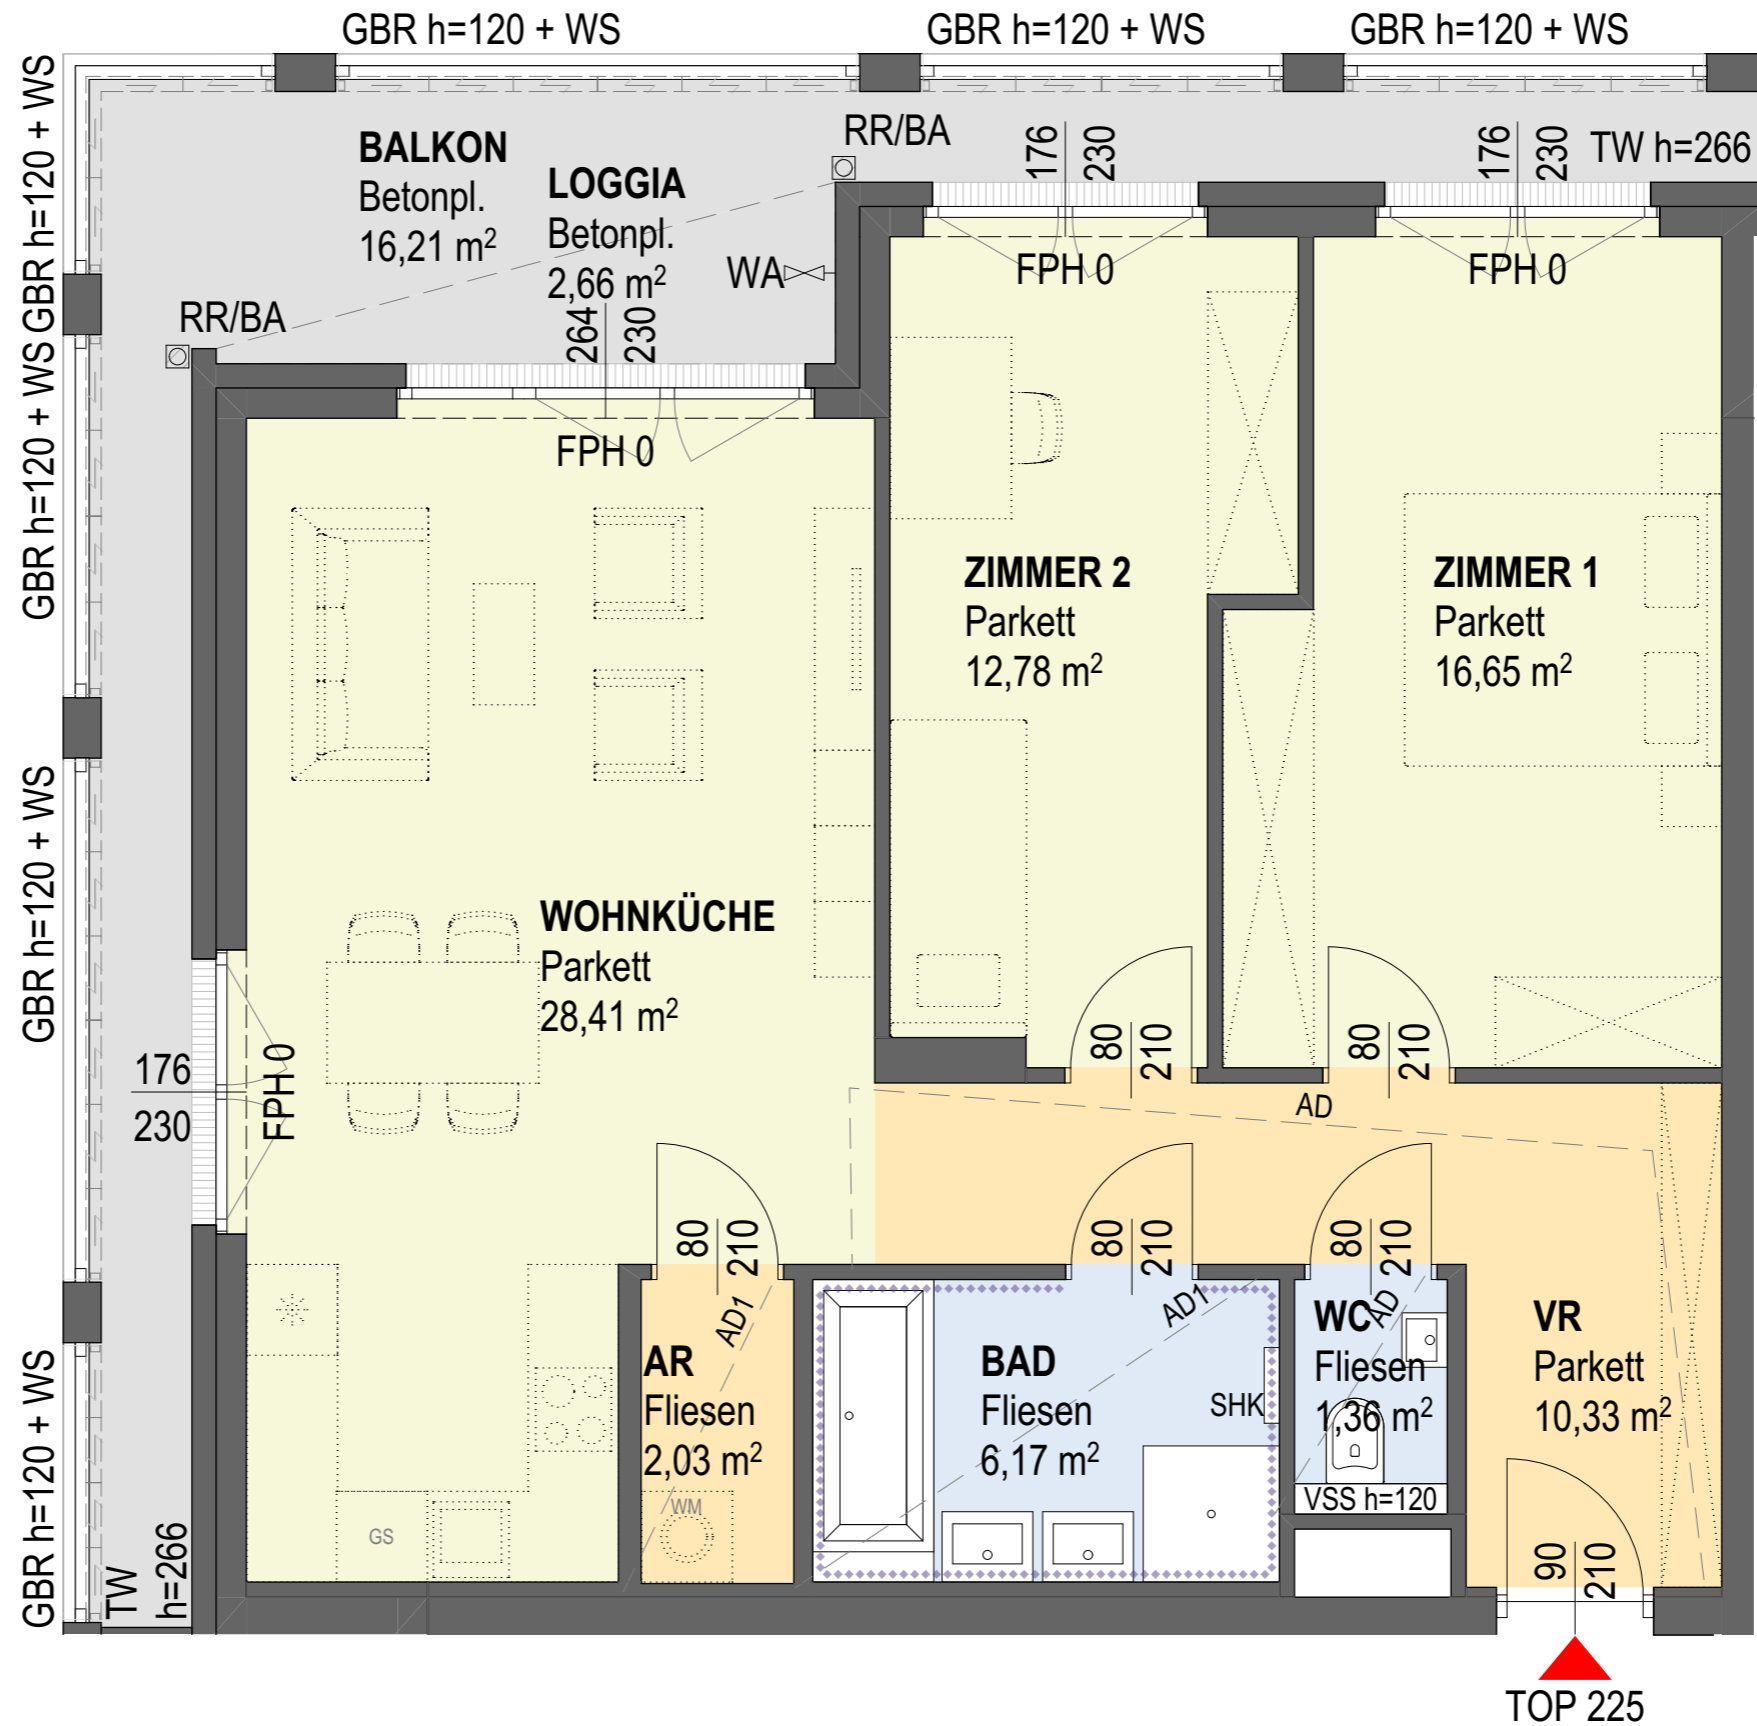 GBR h=120 + WS
GBR h=120 + WS
GBR h=120 + WS
GBR h=120 + WS
GBR h=120 + WS
GBR h=120 + WS
GBR h=120 + WS
BALKON
Betonpl.
16,21 m²
LOGGIA
Betonpl.
2,66 m²
RR/BA
RR/BA
WA
176
230
176
230
TW h=266
264
230
FPH 0
FPH 0
FPH 0
ZIMMER 2
Parkett
12,78 m²
ZIMMER 1
Parkett
16,65 m²
WOHNKÜCHE
Parkett
28,41 m²
176
230
FPH 0
80
210
80
210
AD
80
210
80
210
80
210
AD1
AD1
AD
AR
Fliesen
2,03 m²
WM
GS
BAD
Fliesen
6,17 m²
SHK
WC
Fliesen
1,36 m²
VSS h=120
VR
Parkett
10,33 m²
90
210
TW
h=266
TOP 225